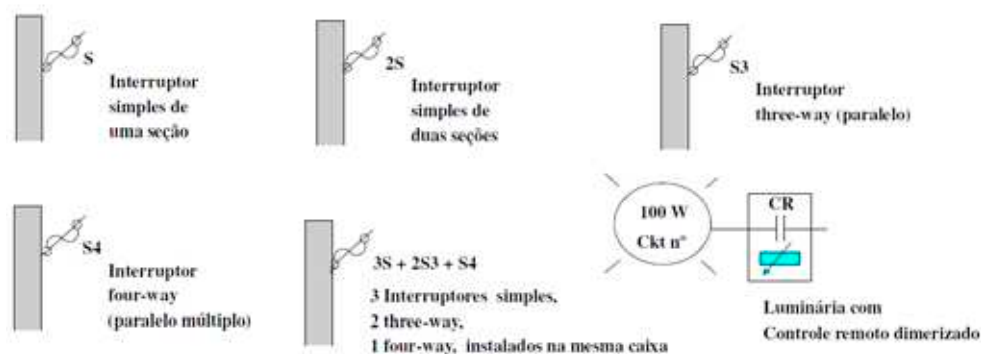 S
Interruptor
simples de
uma seção
2S
Interruptor
simples de
duas seções
S3
Interruptor
three-way (paralelo)
S4
Interruptor
four-way
(paralelo múltiplo)
3S + 2S3 + S4
3 Interruptores simples,
2 three-way,
1 four-way, instalados na mesma caixa
100 W
Ckt nº
CR
Luminária com
Controle remoto dimerizado